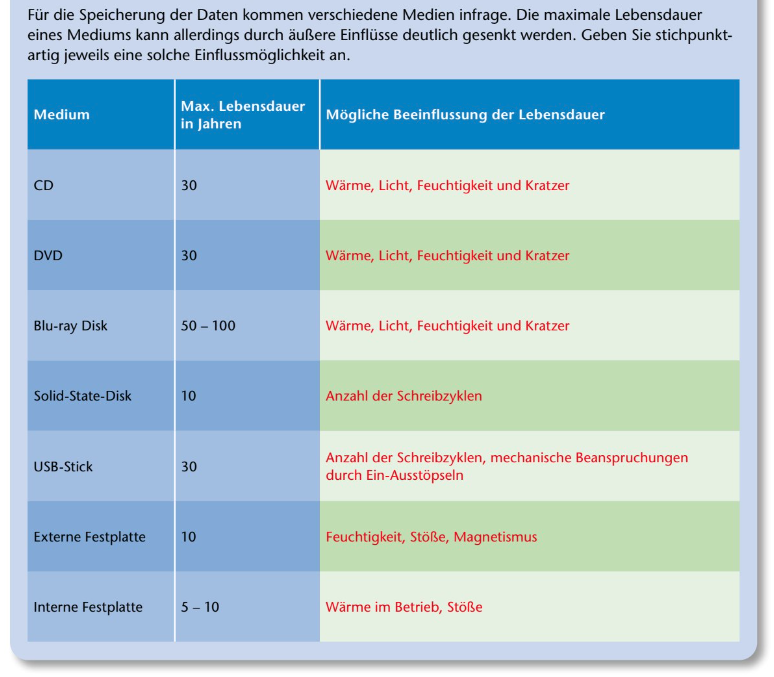 Für die Speicherung der Daten kommen verschiedene Medien infrage. Die maximale Lebensdauer
eines Mediums kann allerdings durch äußere Einflüsse deutlich gesenkt werden. Geben Sie stichpunkt-
artig jeweils eine solche Einflussmöglichkeit an.
Medium
Max. Lebensdauer
in Jahren
Mögliche Beeinflussung der Lebensdauer
CD
30
Wärme, Licht, Feuchtigkeit und Kratzer
DVD
30
Wärme, Licht, Feuchtigkeit und Kratzer
Blu-ray Disk
50 – 100
Wärme, Licht, Feuchtigkeit und Kratzer
Solid-State-Disk
10
Anzahl der Schreibzyklen
USB-Stick
30
Anzahl der Schreibzyklen, mechanische Beanspruchungen
durch Ein-Ausstöpseln
Externe Festplatte
10
Feuchtigkeit, Stöße, Magnetismus
Interne Festplatte
5 – 10
Wärme im Betrieb, Stöße